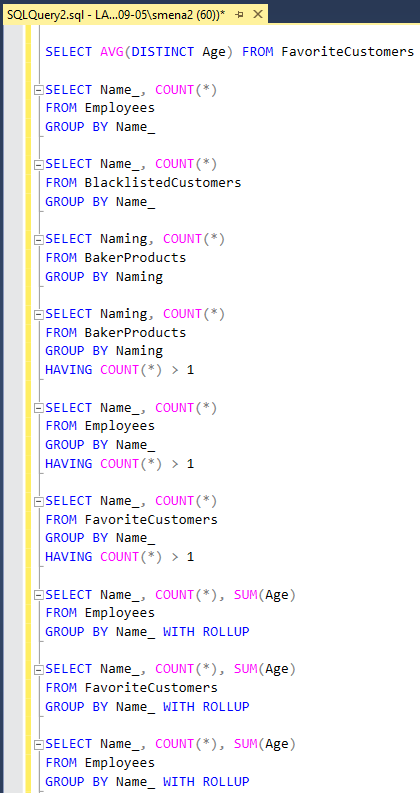 SQLQuery2.sql - LA...09-05\smena2 (60))*
SELECT AVG(DISTINCT Age) FROM FavoriteCustomers
SELECT Name_, COUNT(*)
FROM Employees
GROUP BY Name_
SELECT Name_, COUNT(*)
FROM BlacklistedCustomers
GROUP BY Name_
SELECT Naming, COUNT(*)
FROM BakerProducts
GROUP BY Naming
SELECT Naming, COUNT(*)
FROM BakerProducts
GROUP BY Naming
HAVING COUNT(*) > 1
SELECT Name_, COUNT(*)
FROM Employees
GROUP BY Name_
HAVING COUNT(*) > 1
SELECT Name_, COUNT(*)
FROM FavoriteCustomers
GROUP BY Name_
HAVING COUNT(*) > 1
SELECT Name_, COUNT(*), SUM(Age)
FROM Employees
GROUP BY Name_ WITH ROLLUP
SELECT Name_, COUNT(*), SUM(Age)
FROM FavoriteCustomers
GROUP BY Name_ WITH ROLLUP
SELECT Name_, COUNT(*), SUM(Age)
FROM Employees
GROUP BY Name_ WITH ROLLUP